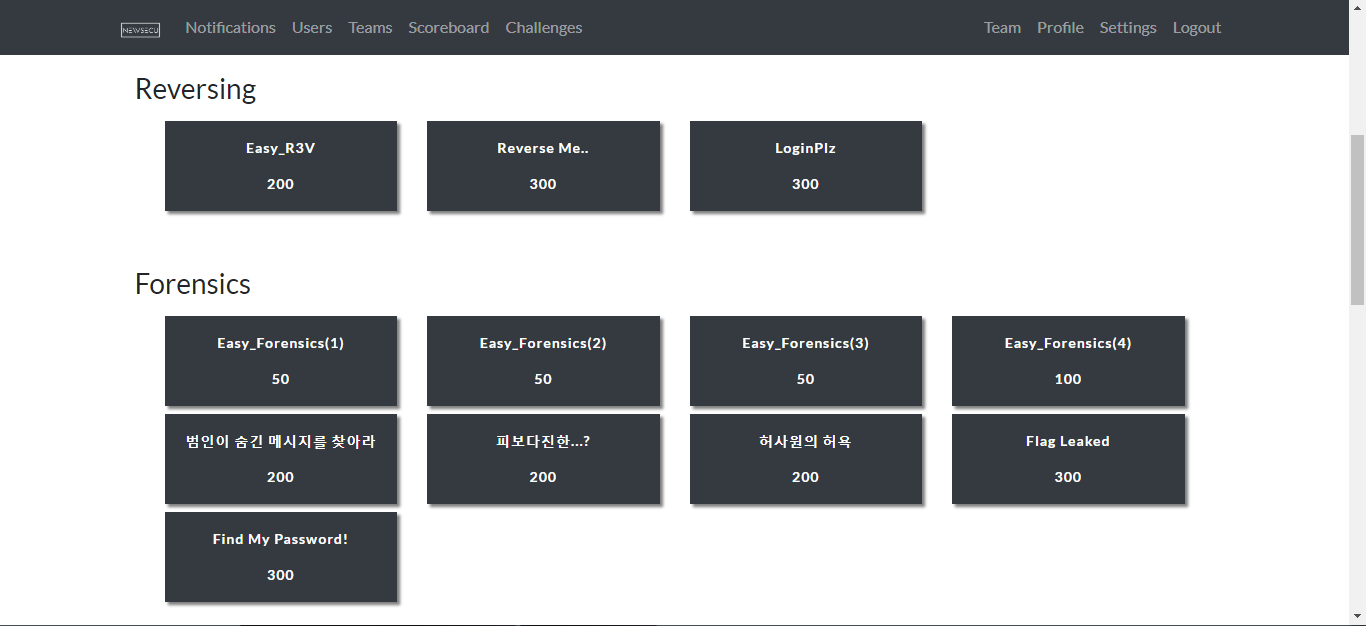 NEWSECU Notifications Users Teams Scoreboard Challenges Team Profile Settings Logout
Reversing
Easy_R3V Reverse Me.. LoginPlz
200 300 300
Forensics
Easy_Forensics(1) Easy_Forensics(2) Easy_Forensics(3) Easy_Forensics(4)
50 50 50 100
범인이 숨긴 메시지를 찾아라 피보다진한...? 허사원의 허욕 Flag Leaked
200 200 200 300
Find My Password!
300